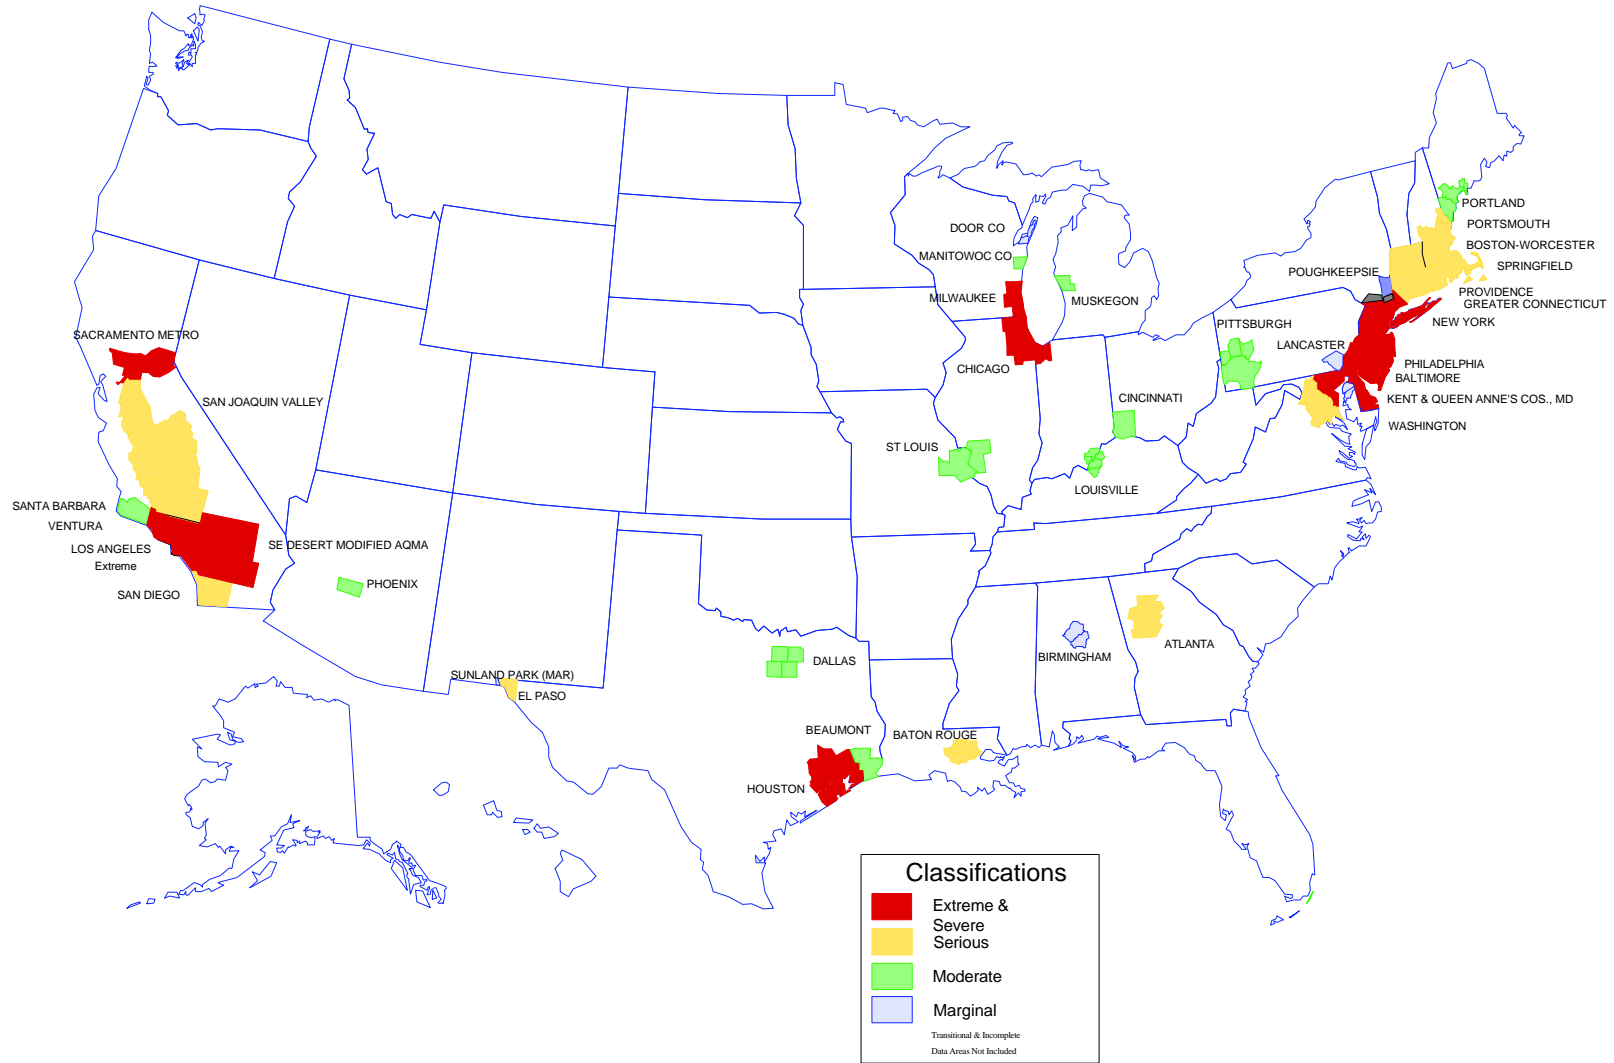 DOOR CO
MANITOWOC CO
MILWAUKEE
MUSKEGON
CHICAGO
PORTLAND
PORTSMOUTH
BOSTON-WORCESTER
SPRINGFIELD
POUGHKEEPSIE
PROVIDENCE
GREATER CONNECTICUT
NEW YORK
PITTSBURGH
LANCASTER
PHILADELPHIA
BALTIMORE
KENT & QUEEN ANNE'S COS., MD
WASHINGTON
SACRAMENTO METRO
SAN JOAQUIN VALLEY
CINCINNATI
ST LOUIS
LOUISVILLE
SANTA BARBARA
VENTURA
LOS ANGELES
Extreme
SE DESERT MODIFIED AQMA
SAN DIEGO
PHOENIX
SUNLAND PARK (MAR)
EL PASO
DALLAS
BIRMINGHAM
ATLANTA
BEAUMONT
BATON ROUGE
HOUSTON
Classifications
Extreme &
Severe
Serious
Moderate
Marginal
Transitional & Incomplete
Data Areas Not Included